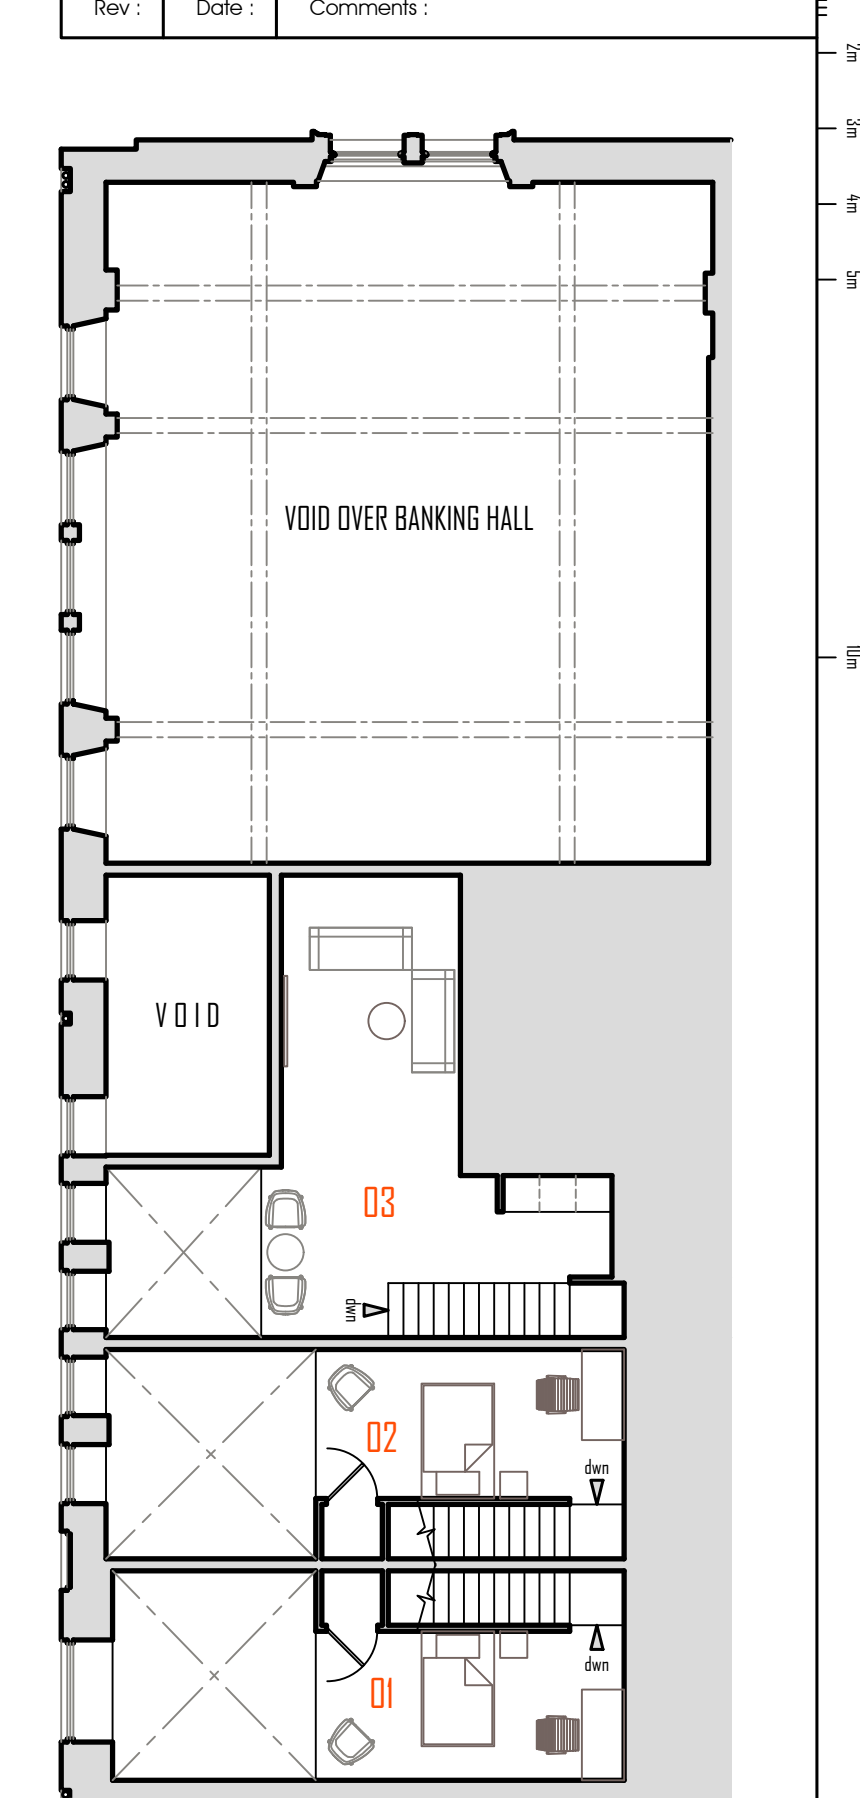 Rev : Date : Comments :
2m
3m
4m
5m
VOID OVER BANKING HALL
10m
VOID
03
dwn
02
dwn
dwn
01